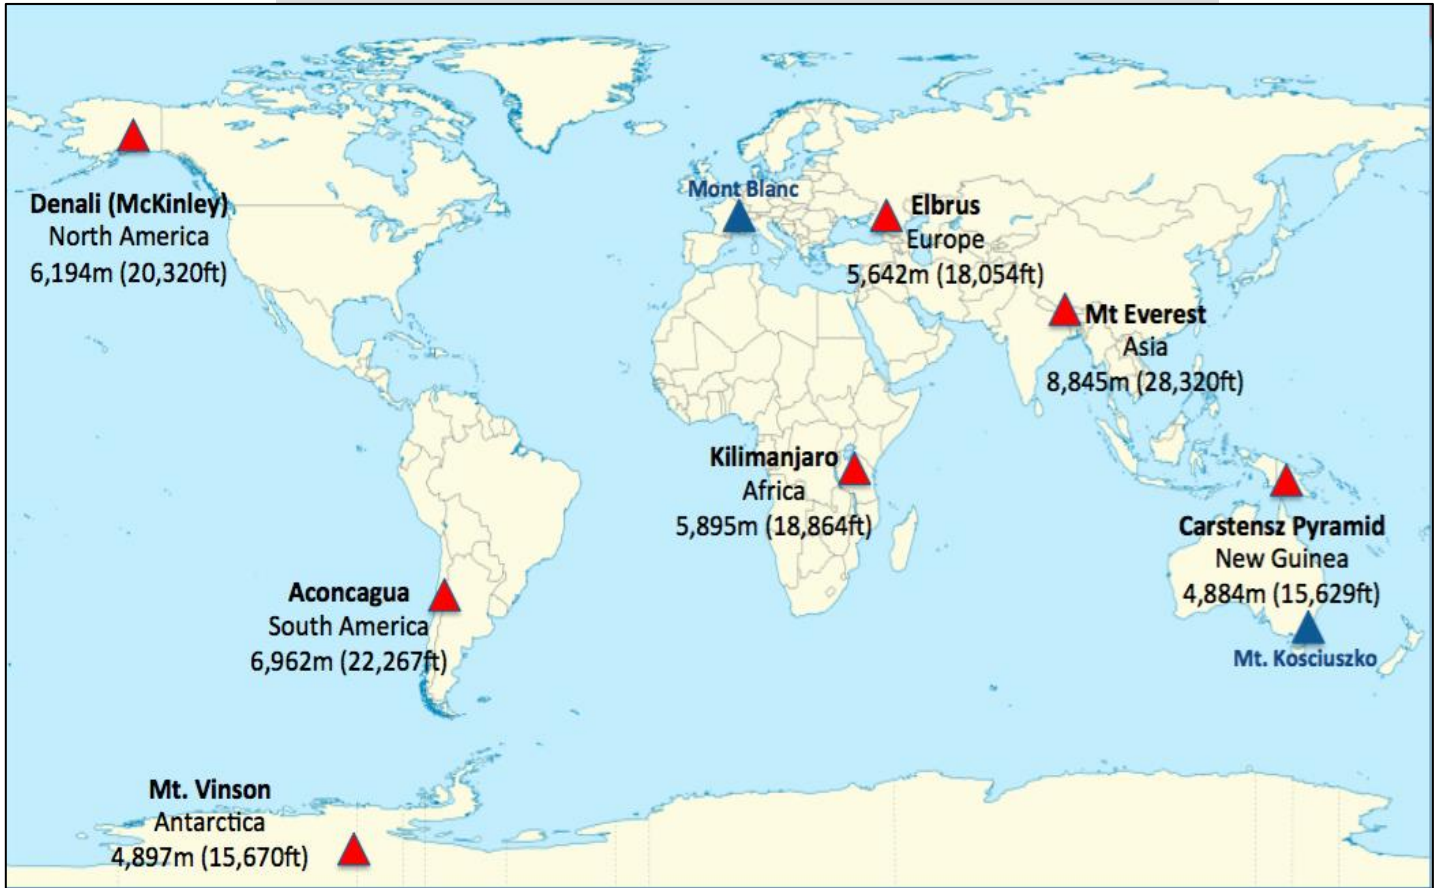 Denali (McKinley)
North America
6,194m (20,320ft)
Mont Blanc
Elbrus
Europe
5,642m (18,054ft)
Mt Everest
Asia
8,845m (28,320ft)
Kilimanjaro
Africa
5,895m (18,864ft)
Carstensz Pyramid
New Guinea
4,884m (15,629ft)
Mt. Kosciuszko
Aconcagua
South America
6,962m (22,267ft)
Mt. Vinson
Antarctica
4,897m (15,670ft)